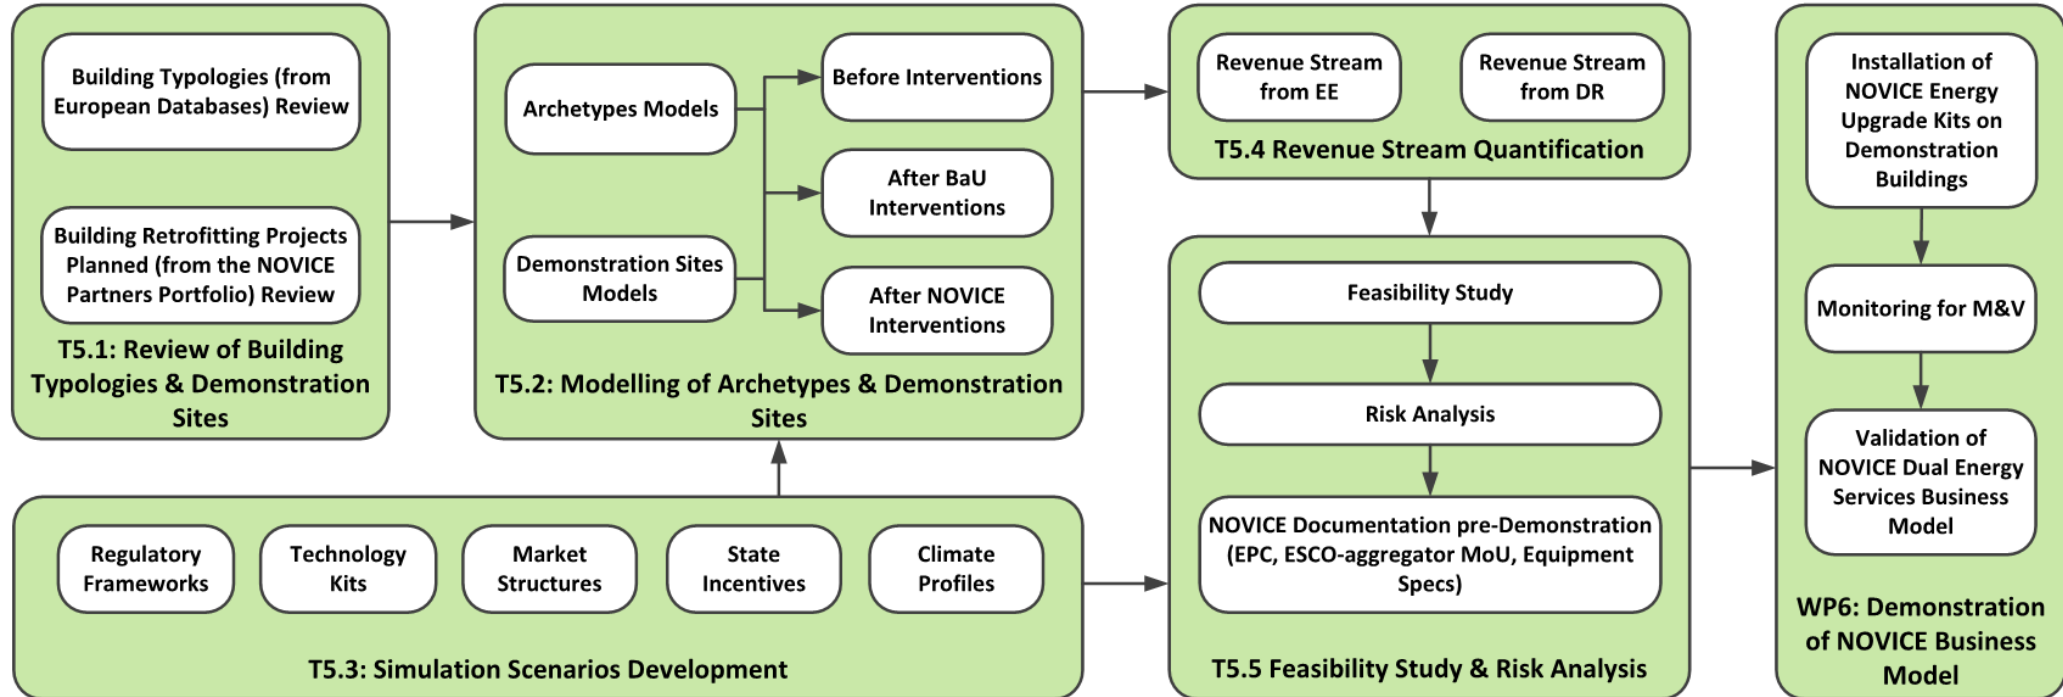 Building Typologies (from
European Databases) Review
Building Retrofitting Projects
Planned (from the NOVICE
Partners Portfolio) Review
T5.1: Review of Building
Typologies & Demonstration
Sites
Archetypes Models
Demonstration Sites
Models
Before Interventions
After BaU
Interventions
After NOVICE
Interventions
T5.2: Modelling of Archetypes & Demonstration
Sites
Regulatory
Frameworks
Technology
Kits
Market
Structures
State
Incentives
Climate
Profiles
T5.3: Simulation Scenarios Development
Revenue Stream
from EE
Revenue Stream
from DR
T5.4 Revenue Stream Quantification
Feasibility Study
Risk Analysis
NOVICE Documentation pre-Demonstration
(EPC, ESCO-aggregator MoU, Equipment
Specs)
T5.5 Feasibility Study & Risk Analysis
Installation of
NOVICE Energy
Upgrade Kits on
Demonstration
Buildings
Monitoring for M&V
Validation of
NOVICE Dual Energy
Services Business
Model
WP6: Demonstration
of NOVICE Business
Model